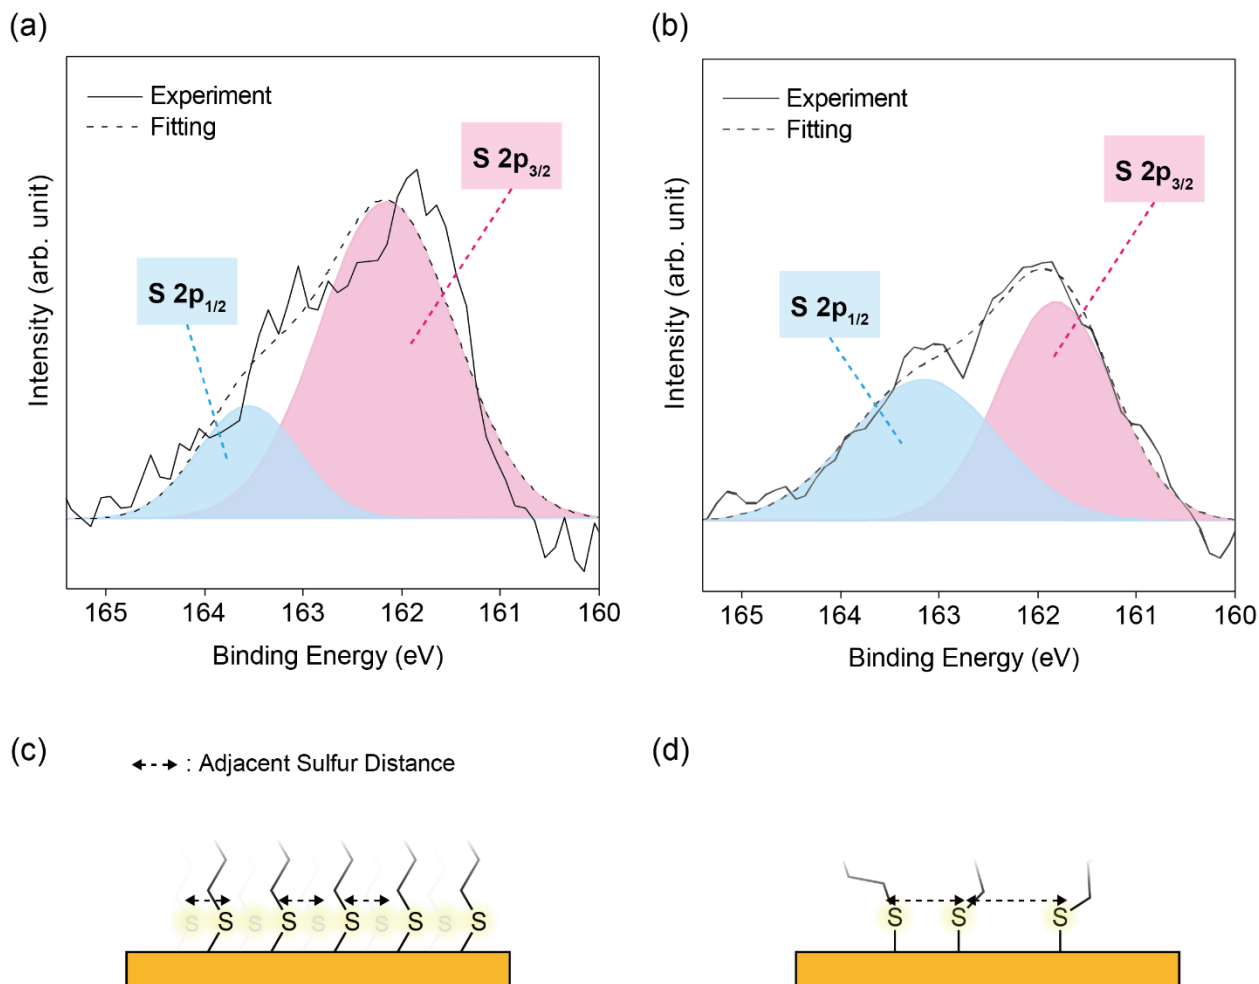 (a)
Experiment
Fitting
S 2p3/2
S 2p1/2
Intensity (arb. unit)
165 164 163 162 161 160
Binding Energy (eV)
(b)
Experiment
Fitting
S 2p3/2
S 2p1/2
Intensity (arb. unit)
165 164 163 162 161 160
Binding Energy (eV)
(c)
: Adjacent Sulfur Distance
S S S S S S S S S
(d)
S S S